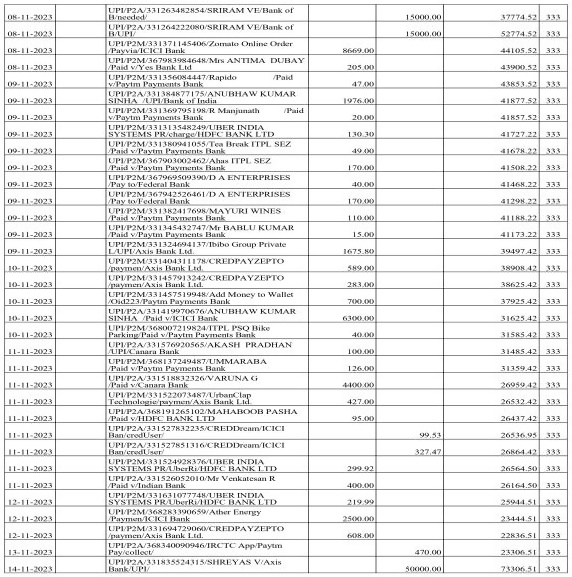 UPI/P2A/331263482854/SRIRAM VE/Bank of
08-11-2023 B/needed/ 15000.00 37774.52 333
UPI/P2A/331264222080/SRIRAM VE/Bank of
08-11-2023 B/UPI/ 15000.00 52774.52 333
UPI/P2M/331371145406/Zomato Online Order
08-11-2023 /Payvia/ICICI Bank 8669.00 44105.52 333
UPI/P2M/367983984648/Mrs ANTIMA DUBAY
08-11-2023 /Paid v/Yes Bank Ltd 205.00 43900.52 333
UPI/P2M/331356084447/Rapido /Paid
09-11-2023 v/Paytm Payments Bank 47.00 43853.52 333
UPI/P2A/331384877175/ANUBHAV KUMAR
09-11-2023 SINHA /UPI/Bank of India 1976.00 41877.52 333
UPI/P2M/331369795198/R Manjunath /Paid
09-11-2023 v/Paytm Payments Bank 20.00 41857.52 333
UPI/P2M/331313548249/UBER INDIA
09-11-2023 SYSTEMS PR/charge/HDFC BANK LTD 130.30 41727.22 333
UPI/P2M/331380941055/Tea Break ITPL SEZ
09-11-2023 /Paid v/Paytm Payments Bank 49.00 41678.22 333
UPI/P2M/367903002462/Ahas ITPL SEZ
09-11-2023 /Paid v/Paytm Payments Bank 170.00 41508.22 333
UPI/P2M/367969509390/D A ENTERPRISES
09-11-2023 /Pay to/Federal Bank 40.00 41468.22 333
UPI/P2M/367942526461/D A ENTERPRISES
09-11-2023 /Pay to/Federal Bank 170.00 41298.22 333
UPI/P2M/331382417698/MAYURI WINES
09-11-2023 /Paid v/Paytm Payments Bank 110.00 41188.22 333
UPI/P2M/331345432747/Mr BABLU KUMAR
09-11-2023 /Paid v/Paytm Payments Bank 15.00 41173.22 333
UPI/P2M/331324694137/Ibibo Group Private
09-11-2023 L/UPI/Axis Bank Ltd. 1675.80 39497.42 333
UPI/P2M/331404311178/CREDPAYZEPTO
10-11-2023 /paymen/Axis Bank Ltd. 589.00 38908.42 333
UPI/P2M/331457913242/CREDPAYZEPTO
10-11-2023 /paymen/Axis Bank Ltd. 283.00 38625.42 333
UPI/P2M/331457519948/Add Money to Wallet
10-11-2023 /Oid223/Paytm Payments Bank 700.00 37925.42 333
UPI/P2A/331419970676/ANUBHAV KUMAR
10-11-2023 SINHA /Paid v/ICICI Bank 6300.00 31625.42 333
UPI/P2M/368007219824/ITPL PSQ Bike
10-11-2023 Parking/Paid v/Paytm Payments Bank 40.00 31585.42 333
UPI/P2A/331576920565/AKASH PRADHAN
11-11-2023 /UPI/Canara Bank 100.00 31485.42 333
UPI/P2M/368137249487/UMMARABA
11-11-2023 /Paid v/Paytm Payments Bank 126.00 31359.42 333
UPI/P2A/331518832326/VARUNA G
11-11-2023 /Paid v/Canara Bank 4400.00 26959.42 333
UPI/P2M/331522073487/UrbanClap
11-11-2023 Technologie/paymen/Axis Bank Ltd. 427.00 26532.42 333
UPI/P2A/368191265102/MAHABOOB PASHA
11-11-2023 /Paid v/HDFC BANK LTD 95.00 26437.42 333
UPI/P2A/331527832235/CREDDream/ICICI
11-11-2023 Ban/credUser/ 99.53 26536.95 333
UPI/P2A/331527851316/CREDDream/ICICI
11-11-2023 Ban/credUser/ 327.47 26864.42 333
UPI/P2M/331524928376/UBER INDIA
11-11-2023 SYSTEMS PR/UberRi/HDFC BANK LTD 299.92 26564.50 333
UPI/P2M/331526052010/Mr Venkatesan R
11-11-2023 /Paid v/Indian Bank 400.00 26164.50 333
UPI/P2M/331631077748/UBER INDIA
12-11-2023 SYSTEMS PR/UberRi/HDFC BANK LTD 219.99 25944.51 333
UPI/P2M/368283390659/Ather Energy
12-11-2023 /Paymen/ICICI Bank 2500.00 23444.51 333
UPI/P2M/331694729060/CREDPAYZEPTO
12-11-2023 /paymen/Axis Bank Ltd. 608.00 22836.51 333
UPI/P2A/368340090946/IRCTC App/Paytm
13-11-2023 Pay/collect/ 470.00 23306.51 333
UPI/P2A/331835524315/SHREYAS V/Axis
14-11-2023 Bank/UPI/ 50000.00 73306.51 333